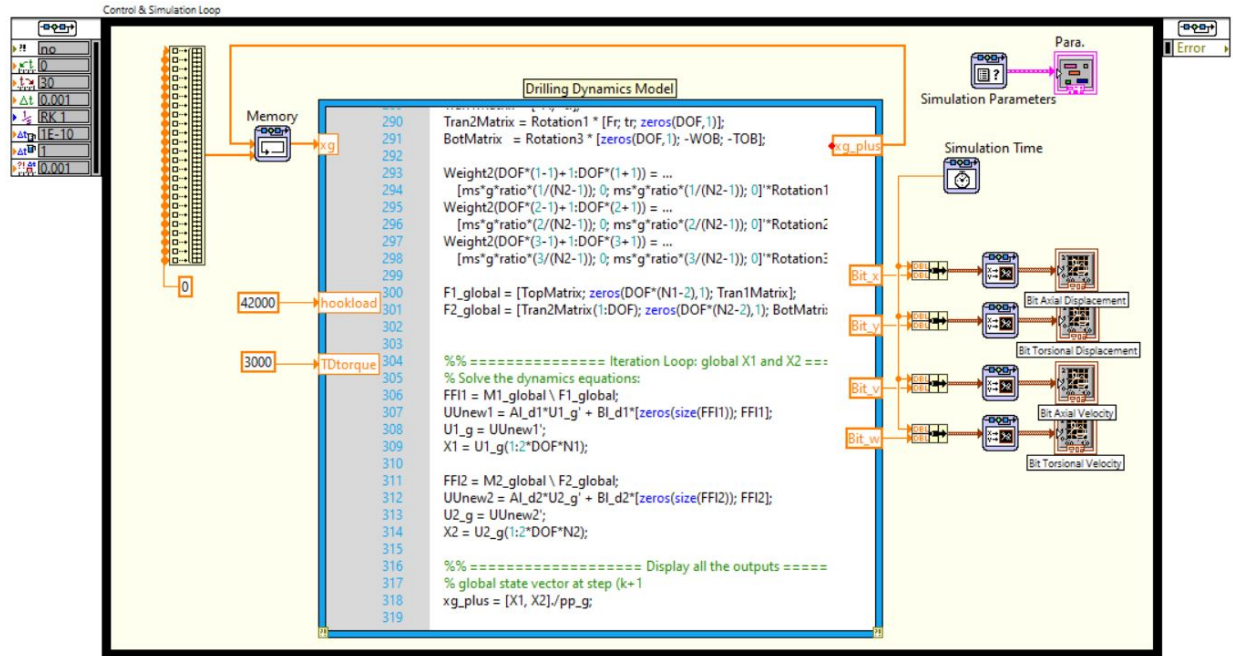 Control & Simulation Loop
?! no
0
30
Δt 0.001
RK 1
1E-10
1
0.001
Error
Para.
Simulation Parameters
Simulation Time
Memory
Drilling Dynamics Model
xg
xg_plus
0
42000
hookload
3000
TDtorque
290 Tran2Matrix = Rotation1 * [Fr; tr; zeros(DOF,1)];
291 BotMatrix = Rotation3 * [zeros(DOF,1); -WOB; -TOB];
292
293 Weight2(DOF*(1-1)+1:DOF*(1+1)) = ...
294 [ms*g*ratio*(1/(N2-1)); 0; ms*g*ratio*(1/(N2-1)); 0]'*Rotation1
295 Weight2(DOF*(2-1)+1:DOF*(2+1)) = ...
296 [ms*g*ratio*(2/(N2-1)); 0; ms*g*ratio*(2/(N2-1)); 0]'*Rotation2
297 Weight2(DOF*(3-1)+1:DOF*(3+1)) = ...
298 [ms*g*ratio*(3/(N2-1)); 0; ms*g*ratio*(3/(N2-1)); 0]'*Rotation3
299
300 F1_global = [TopMatrix; zeros(DOF*(N1-2),1); Tran1Matrix];
301 F2_global = [Tran2Matrix(1:DOF); zeros(DOF*(N2-2),1); BotMatri
302
303
304 %% =============== Iteration Loop: global X1 and X2 ===
305 % Solve the dynamics equations:
306 FFI1 = M1_global \ F1_global;
307 UUnew1 = AI_d1*U1_g' + BI_d1*[zeros(size(FFI1)); FFI1];
308 U1_g = UUnew1';
309 X1 = U1_g(1:2*DOF*N1);
310
311 FFI2 = M2_global \ F2_global;
312 UUnew2 = AI_d2*U2_g' + BI_d2*[zeros(size(FFI2)); FFI2];
313 U2_g = UUnew2';
314 X2 = U2_g(1:2*DOF*N2);
315
316 %% =================== Display all the outputs =====
317 % global state vector at step (k+1
318 xg_plus = [X1, X2]./pp_g;
319
Bit_x
Bit Axial Displacement
Bit_y
Bit Torsional Displacement
Bit_v
Bit Axial Velocity
Bit_w
Bit Torsional Velocity